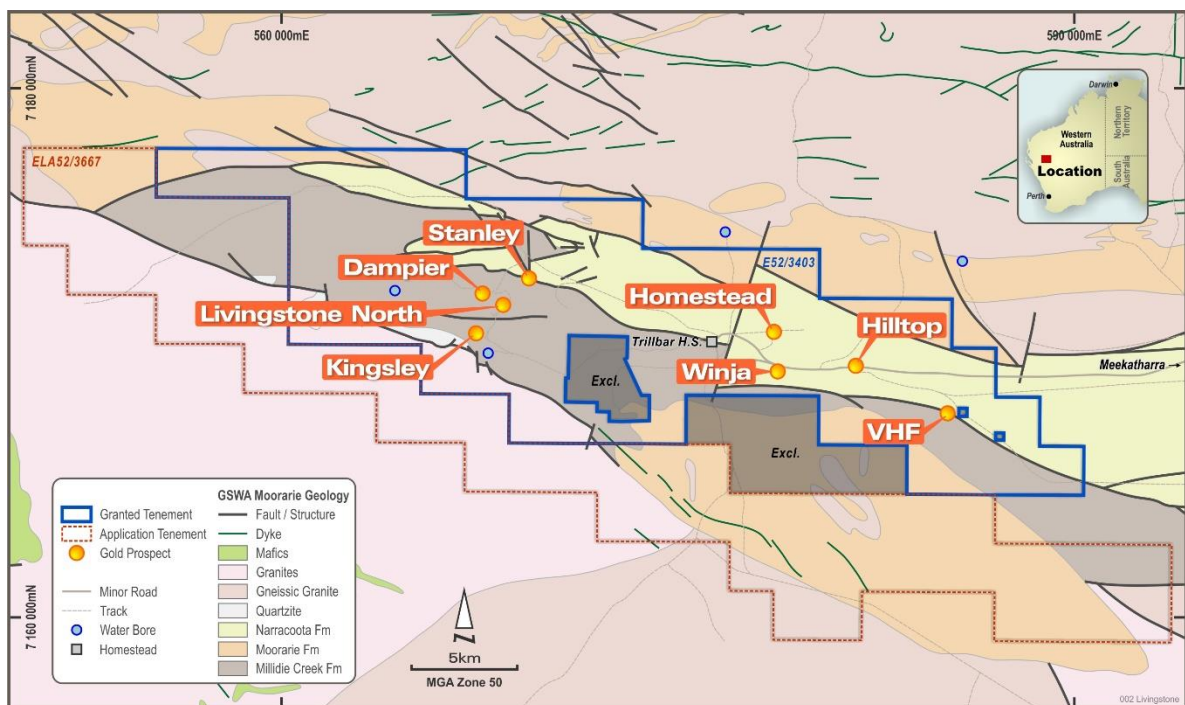 560 000mE
590 000mE
7 180 000mN
7 160 000mN
ELA52/3667
E52/3403
Stanley
Dampier
Livingstone North
Kingsley
Homestead
Hilltop
Trillbar H.S.
Winja
Meekatharra →
VHF
Excl.
Excl.
Darwin
Western
Australia
Northern
Territory
South
Australia
Location
Perth
Granted Tenement
Application Tenement
Gold Prospect
Minor Road
Track
Water Bore
Homestead
GSWA Moorarie Geology
Fault / Structure
Dyke
Mafics
Granites
Gneissic Granite
Quartzite
Narracoota Fm
Moorarie Fm
Millidie Creek Fm
N
5km
MGA Zone 50
002 Livingstone